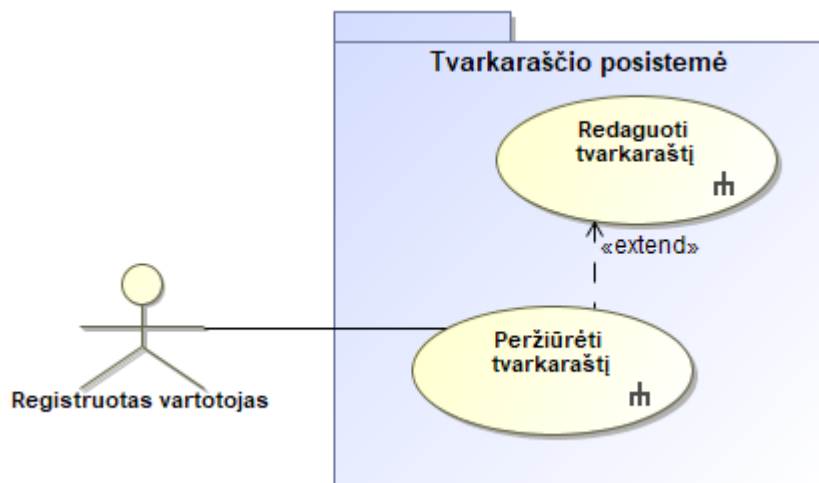 Tvarkaraščio posistemė
Redaguoti
tvarkaraštį
«extend»
Peržiūrėti
tvarkaraštį
Registruotas vartotojas